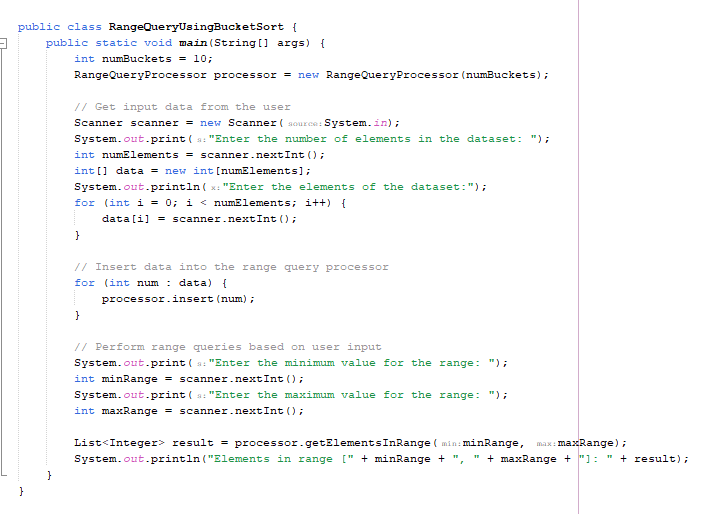 public class RangeQueryUsingBucketSort {
public static void main(String[] args) {
int numBuckets = 10;
RangeQueryProcessor processor = new RangeQueryProcessor(numBuckets);
// Get input data from the user
Scanner scanner = new Scanner( source: System.in);
System.out.print( s: "Enter the number of elements in the dataset: ");
int numElements = scanner.nextInt();
int[] data = new int[numElements];
System.out.println( x: "Enter the elements of the dataset:");
for (int i = 0; i < numElements; i++) {
data[i] = scanner.nextInt();
}
// Insert data into the range query processor
for (int num : data) {
processor.insert(num);
}
// Perform range queries based on user input
System.out.print( s: "Enter the minimum value for the range: ");
int minRange = scanner.nextInt();
System.out.print( s: "Enter the maximum value for the range: ");
int maxRange = scanner.nextInt();
List<Integer> result = processor.getElementsInRange( min: minRange, max: maxRange);
System.out.println("Elements in range [" + minRange + ", " + maxRange + "]: " + result);
}
}